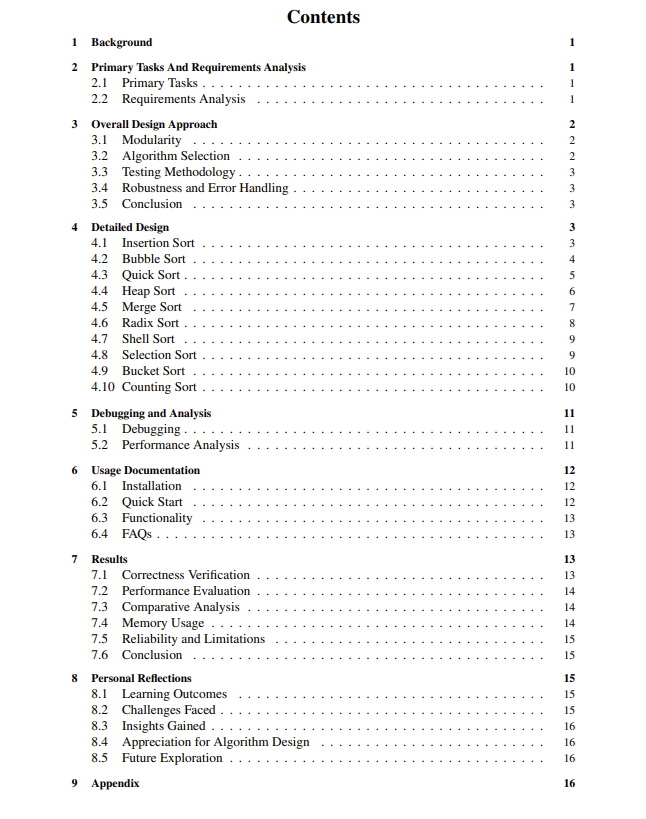 Contents
1 Background 1
2 Primary Tasks And Requirements Analysis 1
2.1 Primary Tasks . . . . . . . . . . . . . . . . . . . . . . . . . . . . . . . . . . . . . . 1
2.2 Requirements Analysis . . . . . . . . . . . . . . . . . . . . . . . . . . . . . . . . 1
3 Overall Design Approach 2
3.1 Modularity . . . . . . . . . . . . . . . . . . . . . . . . . . . . . . . . . . . . . . . 2
3.2 Algorithm Selection . . . . . . . . . . . . . . . . . . . . . . . . . . . . . . . . . . 2
3.3 Testing Methodology . . . . . . . . . . . . . . . . . . . . . . . . . . . . . . . . . . 3
3.4 Robustness and Error Handling . . . . . . . . . . . . . . . . . . . . . . . . . . . . 3
3.5 Conclusion . . . . . . . . . . . . . . . . . . . . . . . . . . . . . . . . . . . . . . . 3
4 Detailed Design 3
4.1 Insertion Sort . . . . . . . . . . . . . . . . . . . . . . . . . . . . . . . . . . . . . . 3
4.2 Bubble Sort . . . . . . . . . . . . . . . . . . . . . . . . . . . . . . . . . . . . . . . 4
4.3 Quick Sort . . . . . . . . . . . . . . . . . . . . . . . . . . . . . . . . . . . . . . . . 5
4.4 Heap Sort . . . . . . . . . . . . . . . . . . . . . . . . . . . . . . . . . . . . . . . . 6
4.5 Merge Sort . . . . . . . . . . . . . . . . . . . . . . . . . . . . . . . . . . . . . . . 7
4.6 Radix Sort . . . . . . . . . . . . . . . . . . . . . . . . . . . . . . . . . . . . . . . . 8
4.7 Shell Sort . . . . . . . . . . . . . . . . . . . . . . . . . . . . . . . . . . . . . . . . 9
4.8 Selection Sort . . . . . . . . . . . . . . . . . . . . . . . . . . . . . . . . . . . . . . 9
4.9 Bucket Sort . . . . . . . . . . . . . . . . . . . . . . . . . . . . . . . . . . . . . . . 10
4.10 Counting Sort . . . . . . . . . . . . . . . . . . . . . . . . . . . . . . . . . . . . . . 10
5 Debugging and Analysis 11
5.1 Debugging . . . . . . . . . . . . . . . . . . . . . . . . . . . . . . . . . . . . . . . . 11
5.2 Performance Analysis . . . . . . . . . . . . . . . . . . . . . . . . . . . . . . . . . 11
6 Usage Documentation 12
6.1 Installation . . . . . . . . . . . . . . . . . . . . . . . . . . . . . . . . . . . . . . . 12
6.2 Quick Start . . . . . . . . . . . . . . . . . . . . . . . . . . . . . . . . . . . . . . . 12
6.3 Functionality . . . . . . . . . . . . . . . . . . . . . . . . . . . . . . . . . . . . . . 13
6.4 FAQs . . . . . . . . . . . . . . . . . . . . . . . . . . . . . . . . . . . . . . . . . . . 13
7 Results 13
7.1 Correctness Verification . . . . . . . . . . . . . . . . . . . . . . . . . . . . . . . . 13
7.2 Performance Evaluation . . . . . . . . . . . . . . . . . . . . . . . . . . . . . . . . 14
7.3 Comparative Analysis . . . . . . . . . . . . . . . . . . . . . . . . . . . . . . . . . 14
7.4 Memory Usage . . . . . . . . . . . . . . . . . . . . . . . . . . . . . . . . . . . . . 14
7.5 Reliability and Limitations . . . . . . . . . . . . . . . . . . . . . . . . . . . . . . 15
7.6 Conclusion . . . . . . . . . . . . . . . . . . . . . . . . . . . . . . . . . . . . . . . 15
8 Personal Reflections 15
8.1 Learning Outcomes . . . . . . . . . . . . . . . . . . . . . . . . . . . . . . . . . . 15
8.2 Challenges Faced . . . . . . . . . . . . . . . . . . . . . . . . . . . . . . . . . . . . 15
8.3 Insights Gained . . . . . . . . . . . . . . . . . . . . . . . . . . . . . . . . . . . . . 16
8.4 Appreciation for Algorithm Design . . . . . . . . . . . . . . . . . . . . . . . . . 16
8.5 Future Exploration . . . . . . . . . . . . . . . . . . . . . . . . . . . . . . . . . . . 16
9 Appendix 16